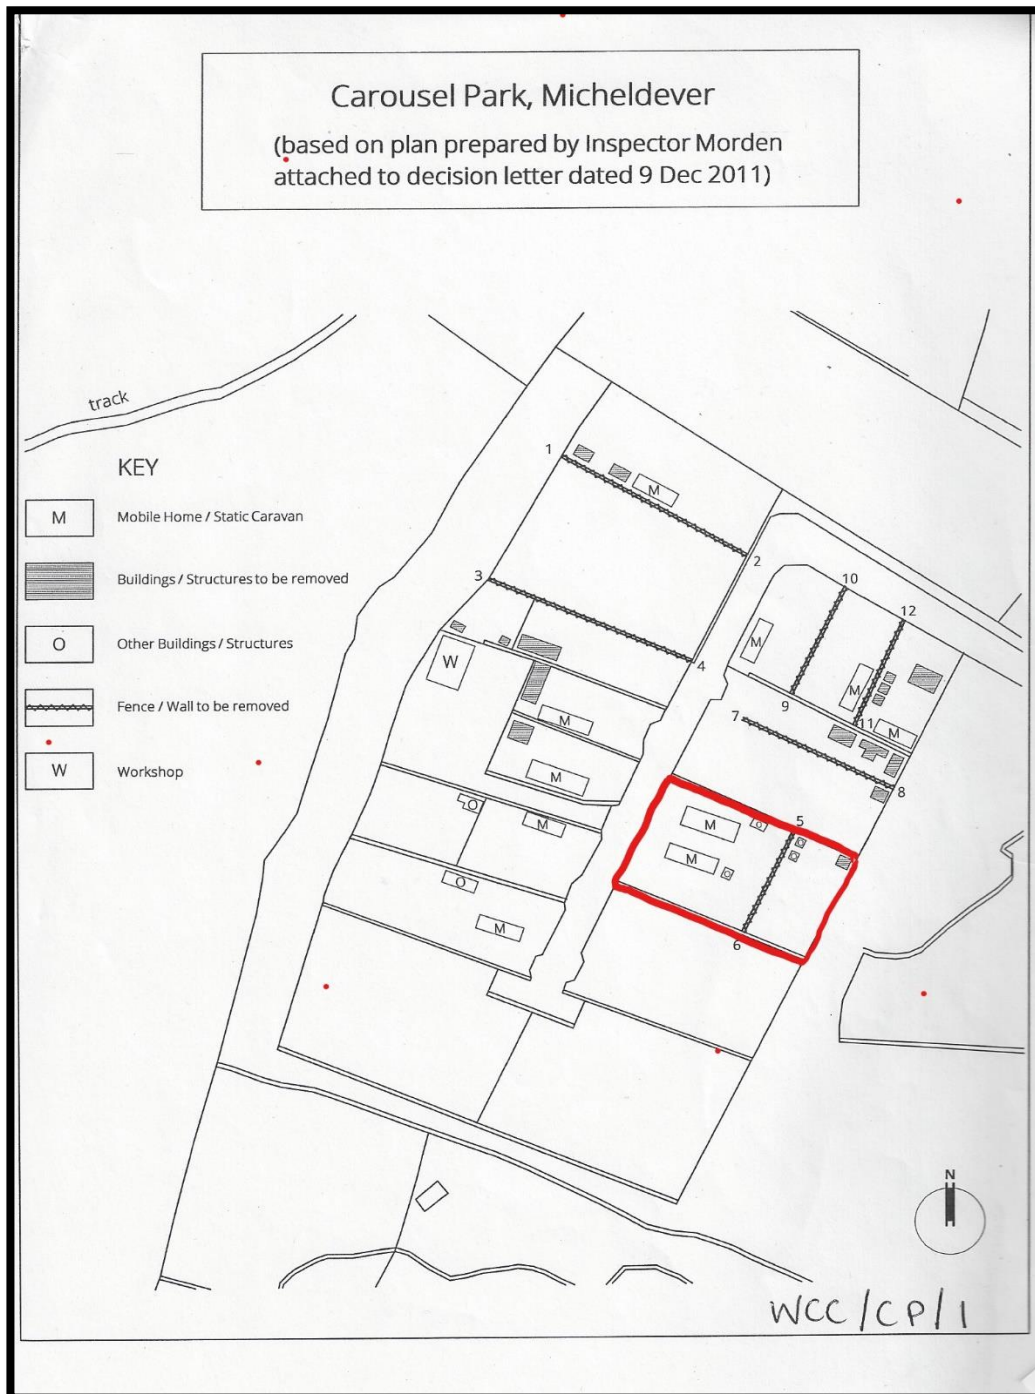 Carousel Park, Micheldever
(based on plan prepared by Inspector Morden
attached to decision letter dated 9 Dec 2011)
track
KEY
M Mobile Home / Static Caravan
Buildings / Structures to be removed
O Other Buildings / Structures
Fence / Wall to be removed
W Workshop
1
M
2
3
10
12
M
4
W
M
9
11
M
7
M
M
8
5
M
O
O
M
O
O
M
O
O
M
6
N
WCC/CP/1